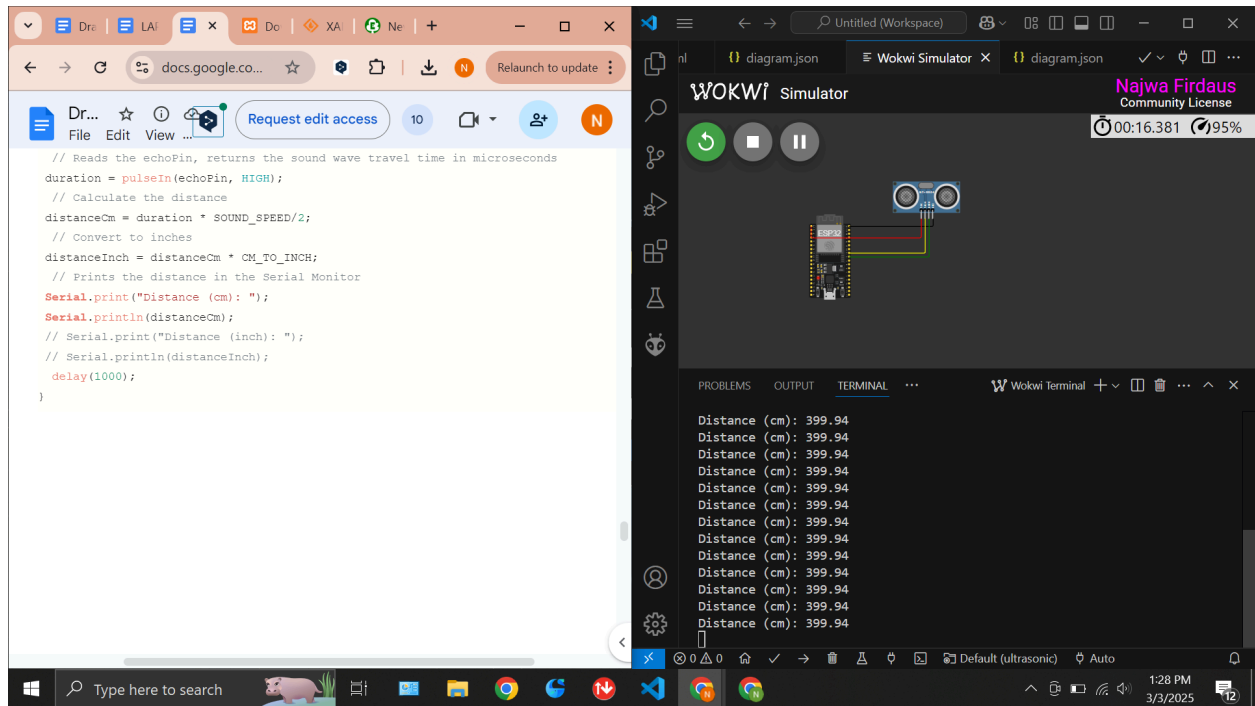 Dra
LAF
Do
XAI
Ne
docs.google.co...
N
Relaunch to update
Dr...
File Edit View ...
Request edit access
10
N
// Reads the echoPin, returns the sound wave travel time in microseconds
duration = pulseIn(echoPin, HIGH);
// Calculate the distance
distanceCm = duration * SOUND_SPEED/2;
// Convert to inches
distanceInch = distanceCm * CM_TO_INCH;
// Prints the distance in the Serial Monitor
Serial.print("Distance (cm): ");
Serial.println(distanceCm);
// Serial.print("Distance (inch): ");
// Serial.println(distanceInch);
delay(1000);
}
Type here to search
Untitled (Workspace)
diagram.json
Wokwi Simulator
diagram.json
WOKWi Simulator
Najwa Firdaus
Community License
00:16.381 95%
ESP32
PROBLEMS OUTPUT TERMINAL ... Wokwi Terminal
Distance (cm): 399.94
Distance (cm): 399.94
Distance (cm): 399.94
Distance (cm): 399.94
Distance (cm): 399.94
Distance (cm): 399.94
Distance (cm): 399.94
Distance (cm): 399.94
Distance (cm): 399.94
Distance (cm): 399.94
Distance (cm): 399.94
Distance (cm): 399.94
Distance (cm): 399.94
0 0 Default (ultrasonic) Auto
1:28 PM
3/3/2025
12